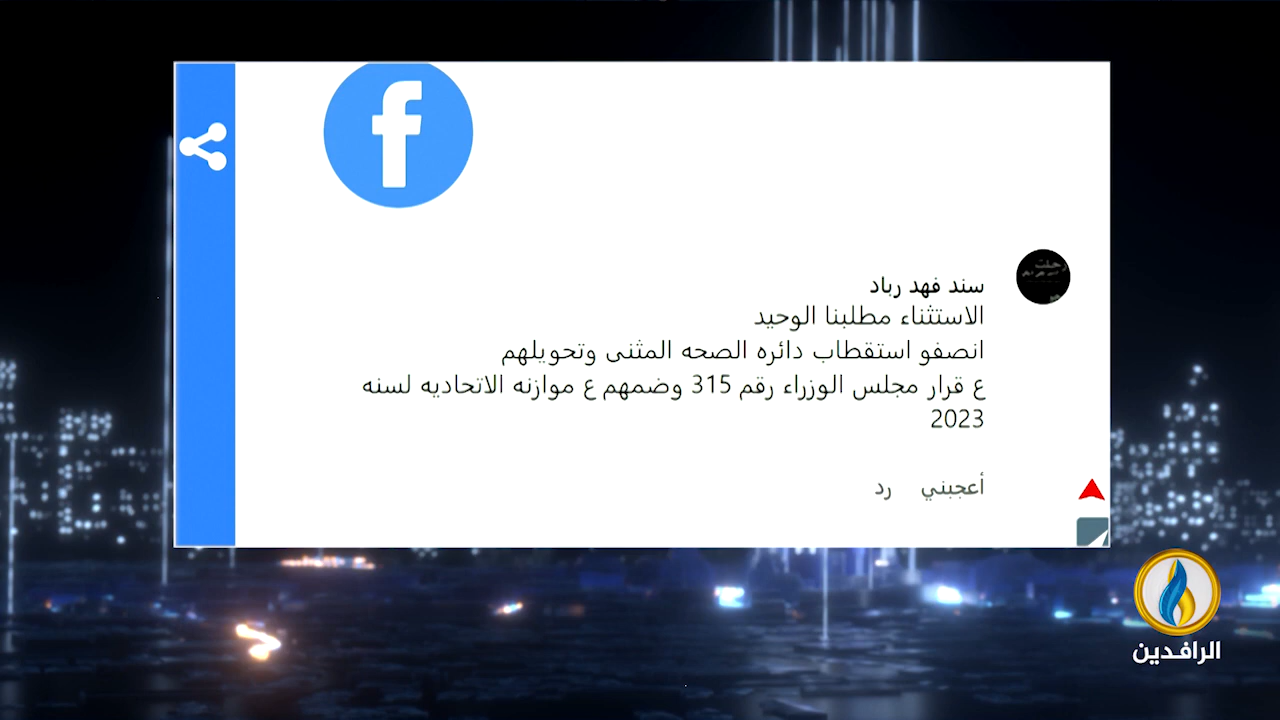 f
سند فهد رباد
الاستثناء مطلبنا الوحيد
انصفو استقطاب دائره الصحه المثنى وتحويلهم
ع قرار مجلس الوزراء رقم 315 وضمهم ع موازنه الاتحاديه لسنه
2023
أعجبني رد
الرافدين